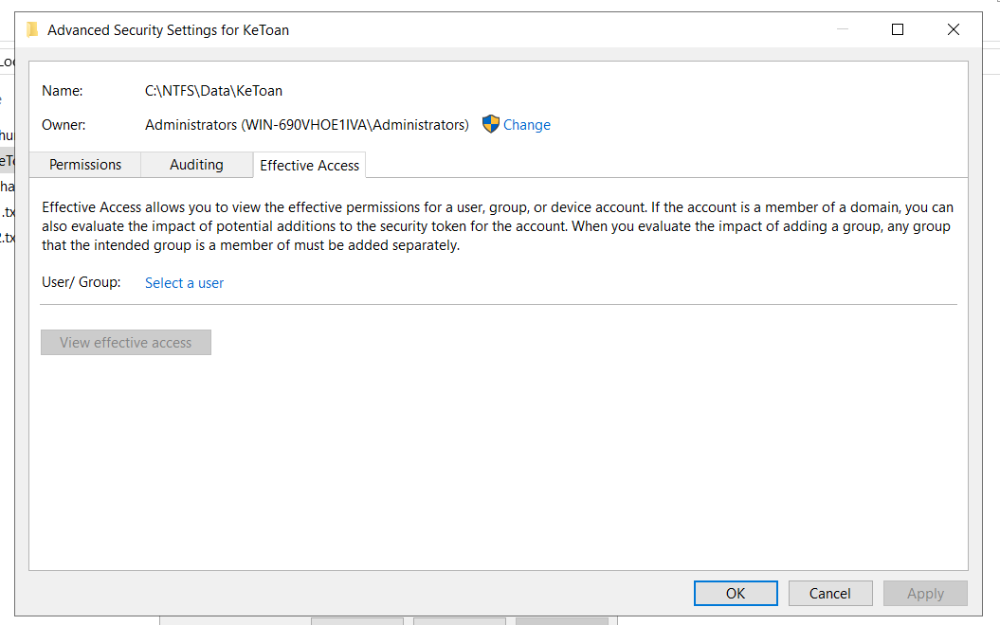 Advanced Security Settings for KeToan
Name: C:\NTFS\Data\KeToan
Owner: Administrators (WIN-690VHOE1IVA\Administrators) Change
Permissions Auditing Effective Access
Effective Access allows you to view the effective permissions for a user, group, or device account. If the account is a member of a domain, you can
also evaluate the impact of potential additions to the security token for the account. When you evaluate the impact of adding a group, any group
that the intended group is a member of must be added separately.
User/ Group: Select a user
View effective access
OK Cancel Apply